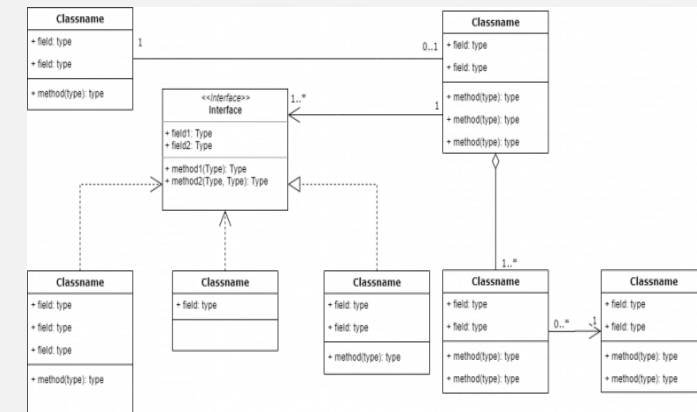 Classname
+ field: type
+ field: type
+ method(type): type
1
0..1
Classname
+ field: type
+ field: type
+ method(type): type
+ method(type): type
+ method(type): type
<<Interface>>
Interface
+ field1: Type
+ field2: Type
+ method1(Type): Type
+ method2(Type, Type): Type
1..*
1
1..*
Classname
+ field: type
+ field: type
+ field: type
+ method(type): type
Classname
+ field: type
Classname
+ field: type
+ field: type
+ method(type): type
Classname
+ field: type
+ field: type
+ method(type): type
+ method(type): type
0..*
1
Classname
+ field: type
+ field: type
+ method(type): type
+ method(type): type